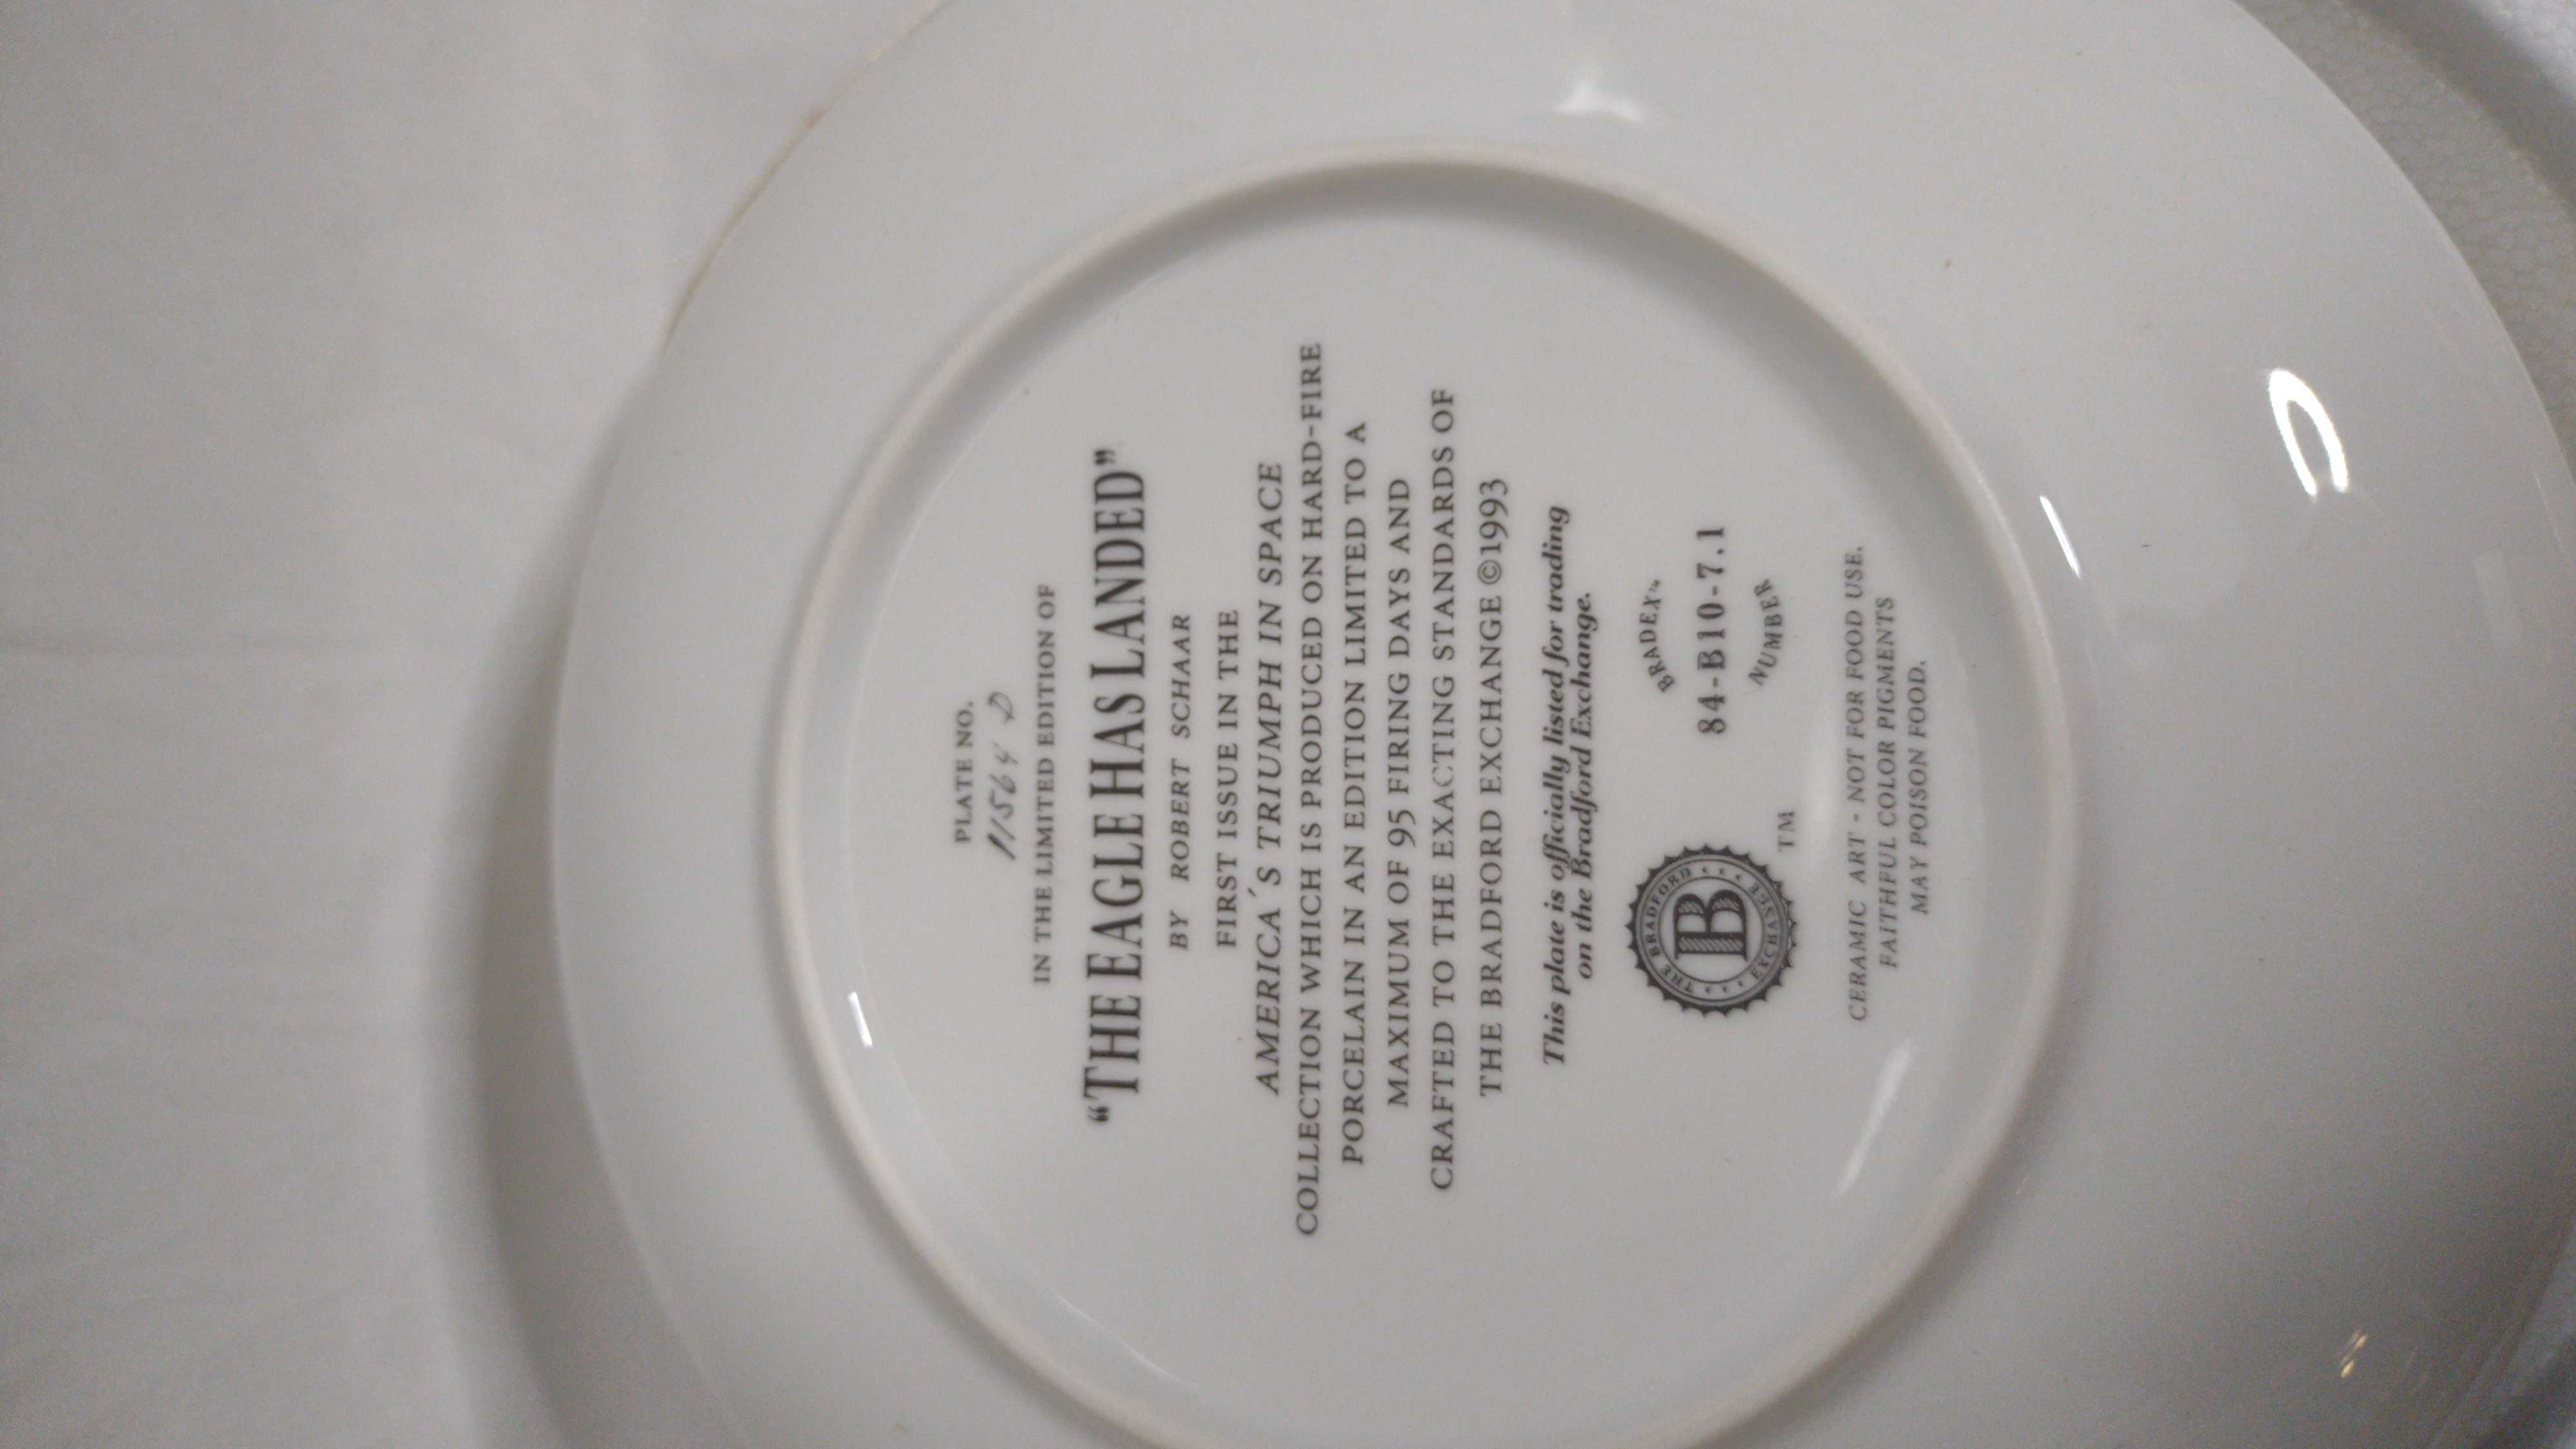 PLATE NO.
11564 D
IN THE LIMITED EDITION OF
“THE EAGLE HAS LANDED”
BY ROBERT SCHAAR
FIRST ISSUE IN THE
AMERICA´S TRIUMPH IN SPACE
COLLECTION WHICH IS PRODUCED ON HARD-FIRE
PORCELAIN IN AN EDITION LIMITED TO A
MAXIMUM OF 95 FIRING DAYS AND
CRAFTED TO THE EXACTING STANDARDS OF
THE BRADFORD EXCHANGE ©1993
This plate is officially listed for trading
on the Bradford Exchange.
THE BRADFORD
B
EXCHANGE
TM
BRADEX™
84-B10-7.1
NUMBER
CERAMIC ART - NOT FOR FOOD USE.
FAITHFUL COLOR PIGMENTS
MAY POISON FOOD.